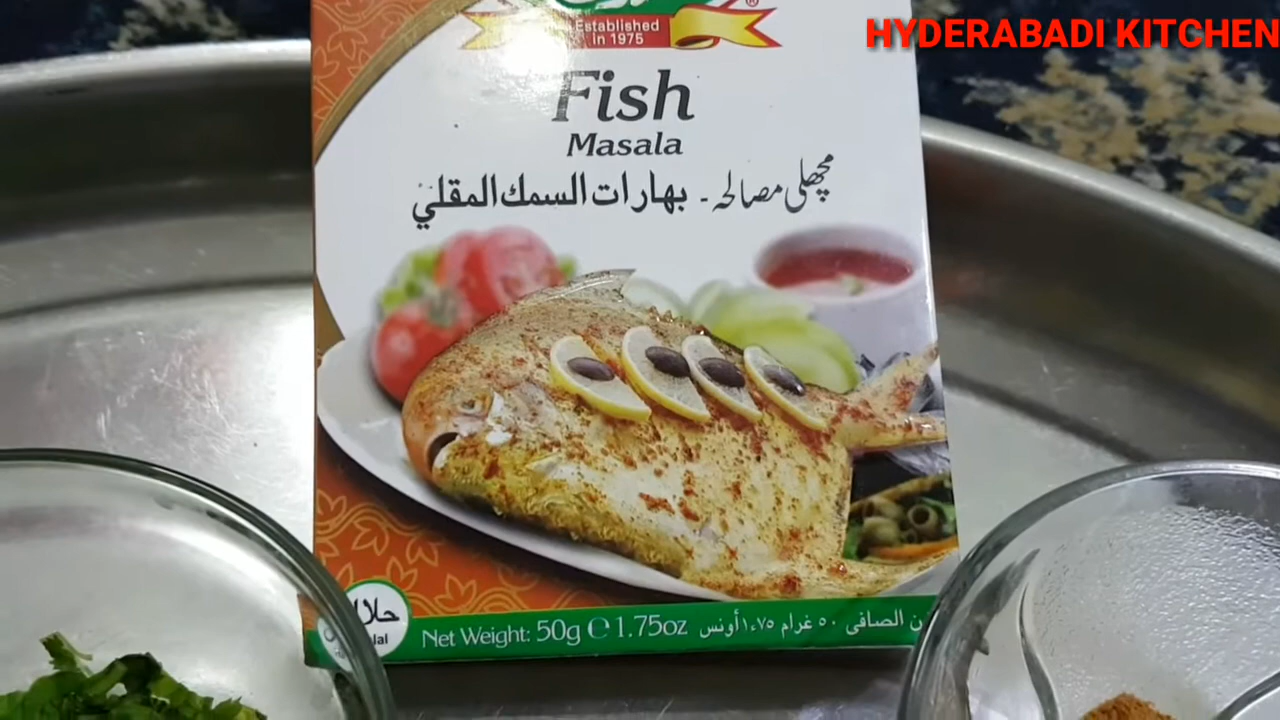 HYDERABADI KITCHEN
Established
in 1975
Fish
Masala
مچھلی مصالحہ - بهارات السمك المقلي
حلال
Net Weight: 50g ℮ 1.75oz الصافى ٥٠ غرام ١،٧٥ أونس